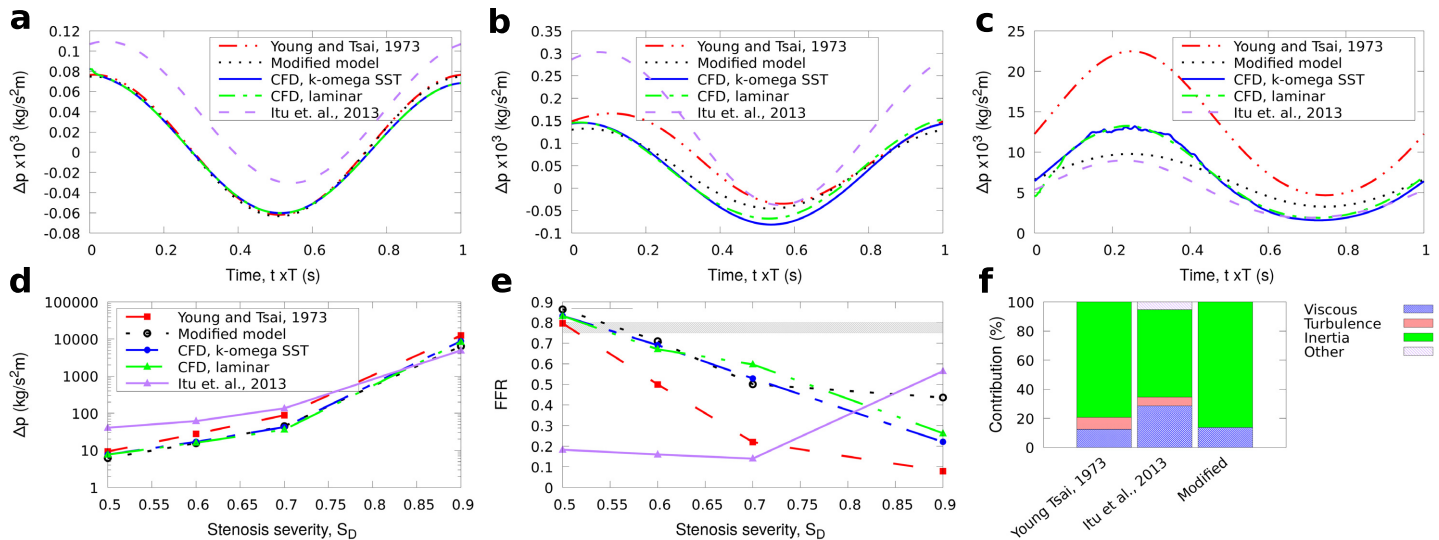 a
0.12
0.1
0.08
0.06
0.04
0.02
0
-0.02
-0.04
-0.06
-0.08
0 0.2 0.4 0.6 0.8 1
Δp x10³ (kg/s²m)
Time, t xT (s)
Young and Tsai, 1973
Modified model
CFD, k-omega SST
CFD, laminar
Itu et. al., 2013
b
0.35
0.3
0.25
0.2
0.15
0.1
0.05
0
-0.05
-0.1
0 0.2 0.4 0.6 0.8 1
Δp x10³ (kg/s²m)
Time, t xT (s)
Young and Tsai, 1973
Modified model
CFD, k-omega SST
CFD, laminar
Itu et. al., 2013
c
25
20
15
10
5
0
0 0.2 0.4 0.6 0.8 1
Δp x10³ (kg/s²m)
Time, t xT (s)
Young and Tsai, 1973
Modified model
CFD, k-omega SST
CFD, laminar
Itu et. al., 2013
d
100000
10000
1000
100
10
1
0.5 0.55 0.6 0.65 0.7 0.75 0.8 0.85 0.9
Δp (kg/s²m)
Stenosis severity, S_D
Young and Tsai, 1973
Modified model
CFD, k-omega SST
CFD, laminar
Itu et. al., 2013
e
0.9
0.8
0.7
0.6
0.5
0.4
0.3
0.2
0.1
0
0.5 0.55 0.6 0.65 0.7 0.75 0.8 0.85 0.9
FFR
Stenosis severity, S_D
f
100
80
60
40
20
0
Contribution (%)
Young Tsai, 1973
Itu et al., 2013
Modified
Viscous
Turbulence
Inertia
Other